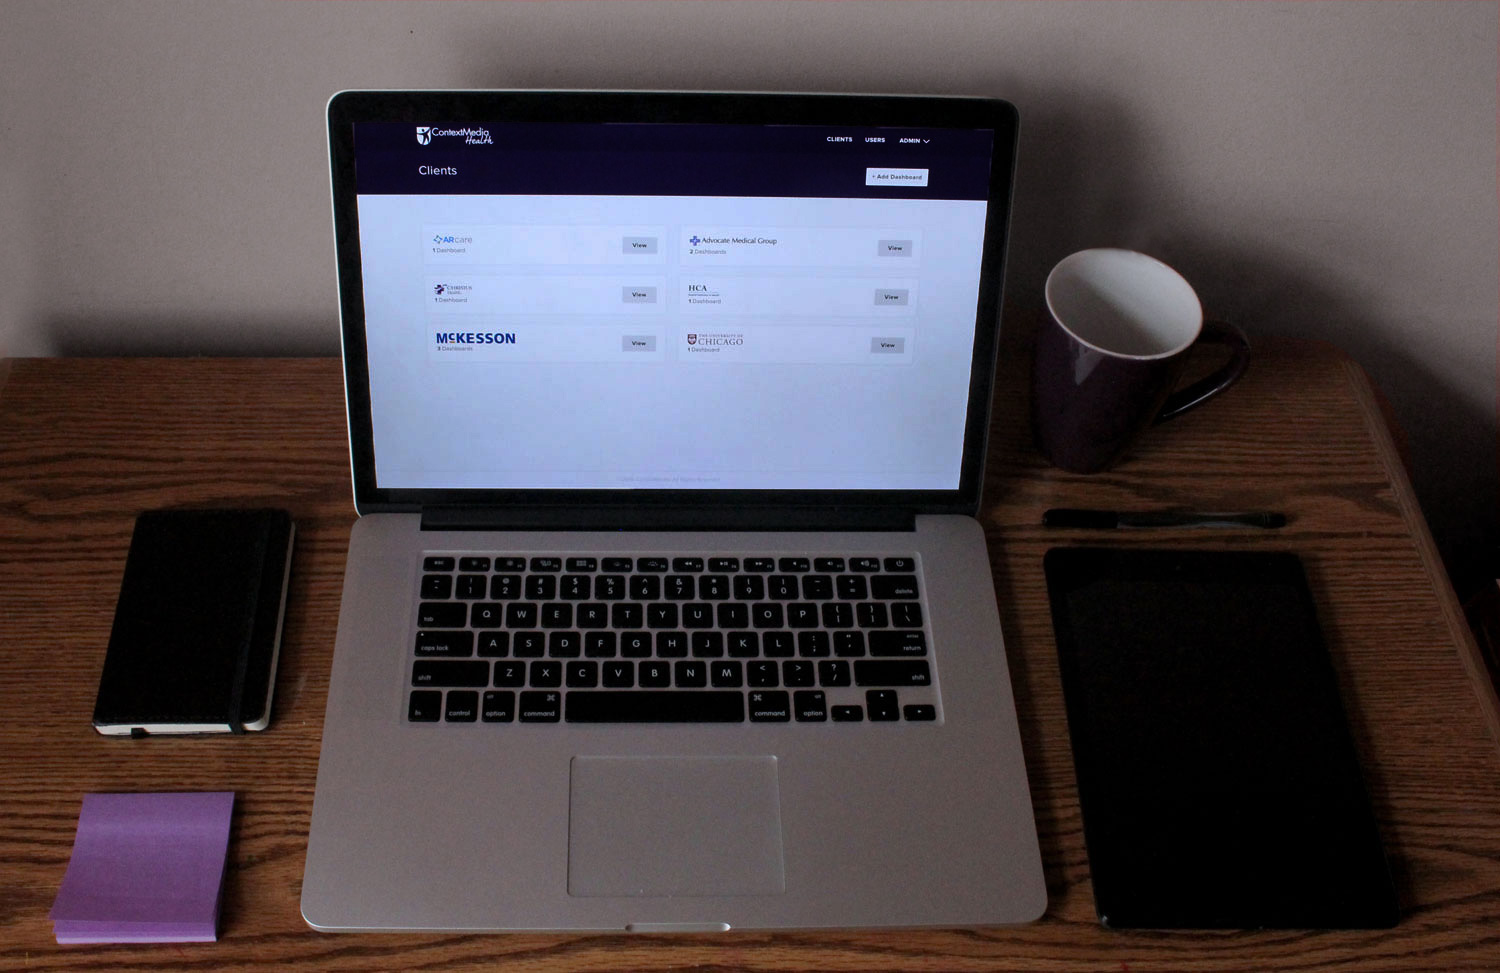 ContextMedia
Health
CLIENTS USERS ADMIN
Clients
+ Add Dashboard
ARcare
1 Dashboard
View
Advocate Medical Group
2 Dashboards
View
CHRISTUS
1 Dashboard
View
HCA
1 Dashboard
View
McKESSON
3 Dashboards
View
THE UNIVERSITY OF
CHICAGO
1 Dashboard
View
esc
~ ! @ # $ % ^ & * ( ) _ +
` 1 2 3 4 5 6 7 8 9 0 - = delete
tab Q W E R T Y U I O P { [ } ] | \
caps lock A S D F G H J K L : ; " ' enter return
shift Z X C V B N M < , > . ? / shift
fn control option command command option